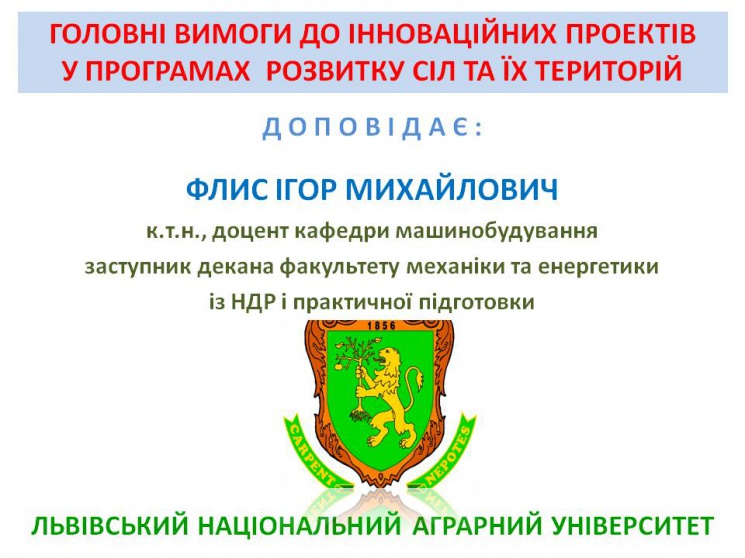 ГОЛОВНІ ВИМОГИ ДО ІННОВАЦІЙНИХ ПРОЕКТІВ
У ПРОГРАМАХ РОЗВИТКУ СІЛ ТА ЇХ ТЕРИТОРІЙ
ДОПОВІДАЄ:
ФЛИС ІГОР МИХАЙЛОВИЧ
к.т.н., доцент кафедри машинобудування
заступник декана факультету механіки та енергетики
із НДР і практичної підготовки
1856
CARPENT
NEPOTES
ЛЬВІВСЬКИЙ НАЦІОНАЛЬНИЙ АГРАРНИЙ УНІВЕРСИТЕТ